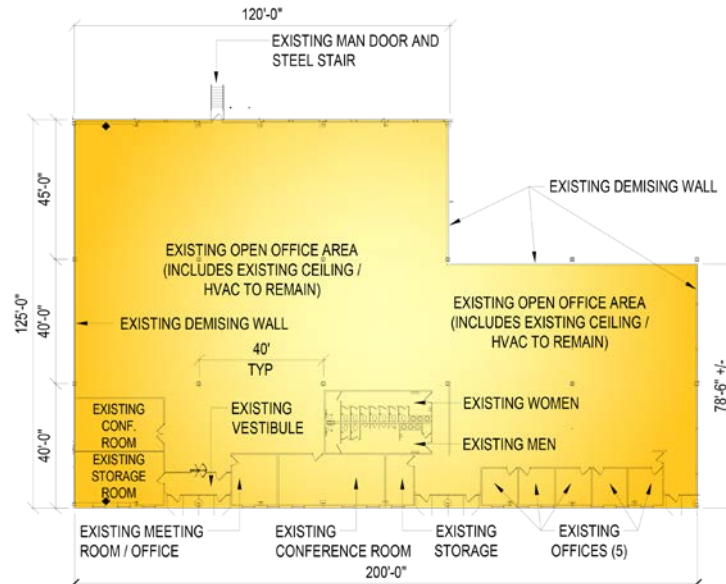 120'-0"
EXISTING MAN DOOR AND
STEEL STAIR
45'-0"
EXISTING DEMISING WALL
EXISTING OPEN OFFICE AREA
(INCLUDES EXISTING CEILING /
HVAC TO REMAIN)
EXISTING OPEN OFFICE AREA
(INCLUDES EXISTING CEILING /
HVAC TO REMAIN)
125'-0"
40'-0"
EXISTING DEMISING WALL
40'
TYP
78'-6" +/-
EXISTING
CONF.
ROOM
EXISTING
VESTIBULE
EXISTING WOMEN
EXISTING MEN
40'-0"
EXISTING
STORAGE
ROOM
EXISTING MEETING
ROOM / OFFICE
EXISTING
CONFERENCE ROOM
EXISTING
STORAGE
EXISTING
OFFICES (5)
200'-0"